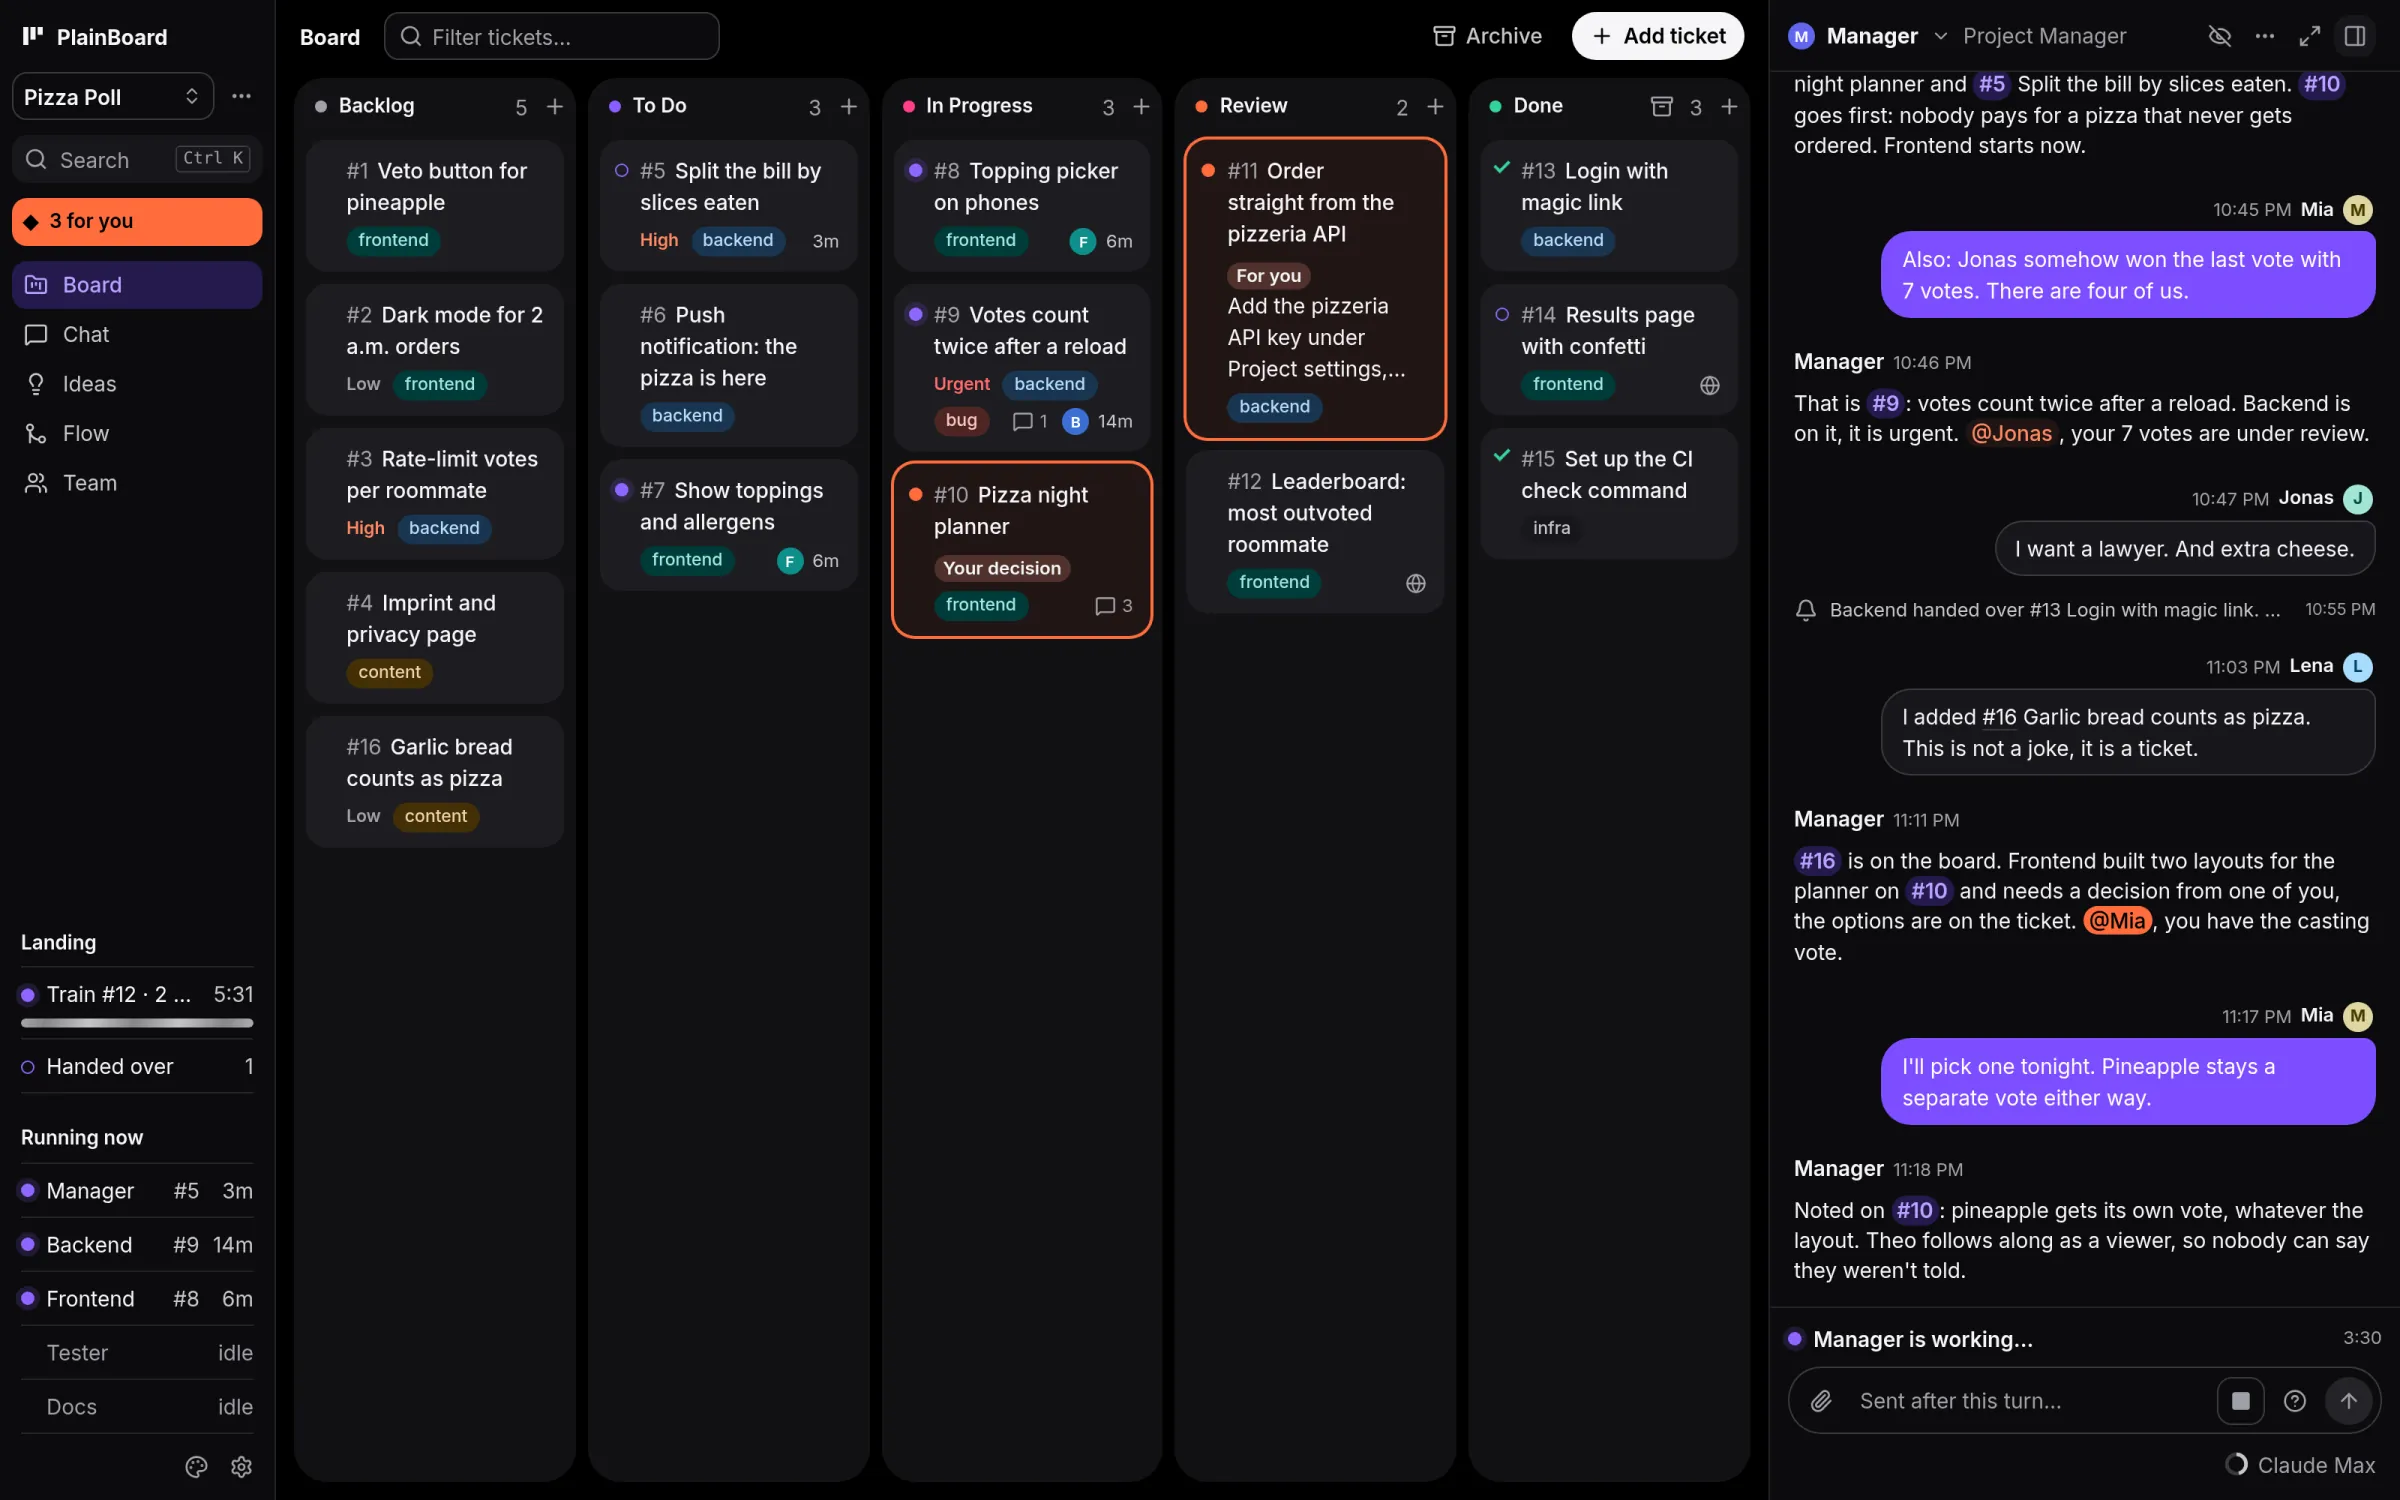 PlainBoard
Pizza Poll
Search
Ctrl K
3 for you
Board
Chat
Ideas
Flow
Team
Landing
Train #12 · 2 ... 5:31
Handed over 1
Running now
Manager #5 3m
Backend #9 14m
Frontend #8 6m
Tester idle
Docs idle
Board
Filter tickets...
Archive
Add ticket
Backlog 5
#1 Veto button for
pineapple
frontend
#2 Dark mode for 2
a.m. orders
Low frontend
#3 Rate-limit votes
per roommate
High backend
#4 Imprint and
privacy page
content
#16 Garlic bread
counts as pizza
Low content
To Do 3
#5 Split the bill by
slices eaten
High backend 3m
#6 Push
notification: the
pizza is here
backend
#7 Show toppings
and allergens
frontend F 6m
In Progress 3
#8 Topping picker
on phones
frontend F 6m
#9 Votes count
twice after a reload
Urgent backend
bug 1 B 14m
#10 Pizza night
planner
Your decision
frontend 3
Review 2
#11 Order
straight from the
pizzeria API
For you
Add the pizzeria
API key under
Project settings,...
backend
#12 Leaderboard:
most outvoted
roommate
frontend
Done 3
#13 Login with
magic link
backend
#14 Results page
with confetti
frontend
#15 Set up the CI
check command
infra
M Manager Project Manager
night planner and #5 Split the bill by slices eaten. #10
goes first: nobody pays for a pizza that never gets
ordered. Frontend starts now.
10:45 PM Mia M
Also: Jonas somehow won the last vote with
7 votes. There are four of us.
Manager 10:46 PM
That is #9 : votes count twice after a reload. Backend is
on it, it is urgent. @Jonas , your 7 votes are under review.
10:47 PM Jonas J
I want a lawyer. And extra cheese.
Backend handed over #13 Login with magic link. ... 10:55 PM
11:03 PM Lena L
I added #16 Garlic bread counts as pizza.
This is not a joke, it is a ticket.
Manager 11:11 PM
#16 is on the board. Frontend built two layouts for the
planner on #10 and needs a decision from one of you,
the options are on the ticket. @Mia , you have the casting
vote.
11:17 PM Mia M
I'll pick one tonight. Pineapple stays a
separate vote either way.
Manager 11:18 PM
Noted on #10 : pineapple gets its own vote, whatever the
layout. Theo follows along as a viewer, so nobody can say
they weren't told.
Manager is working... 3:30
Sent after this turn...
Claude Max